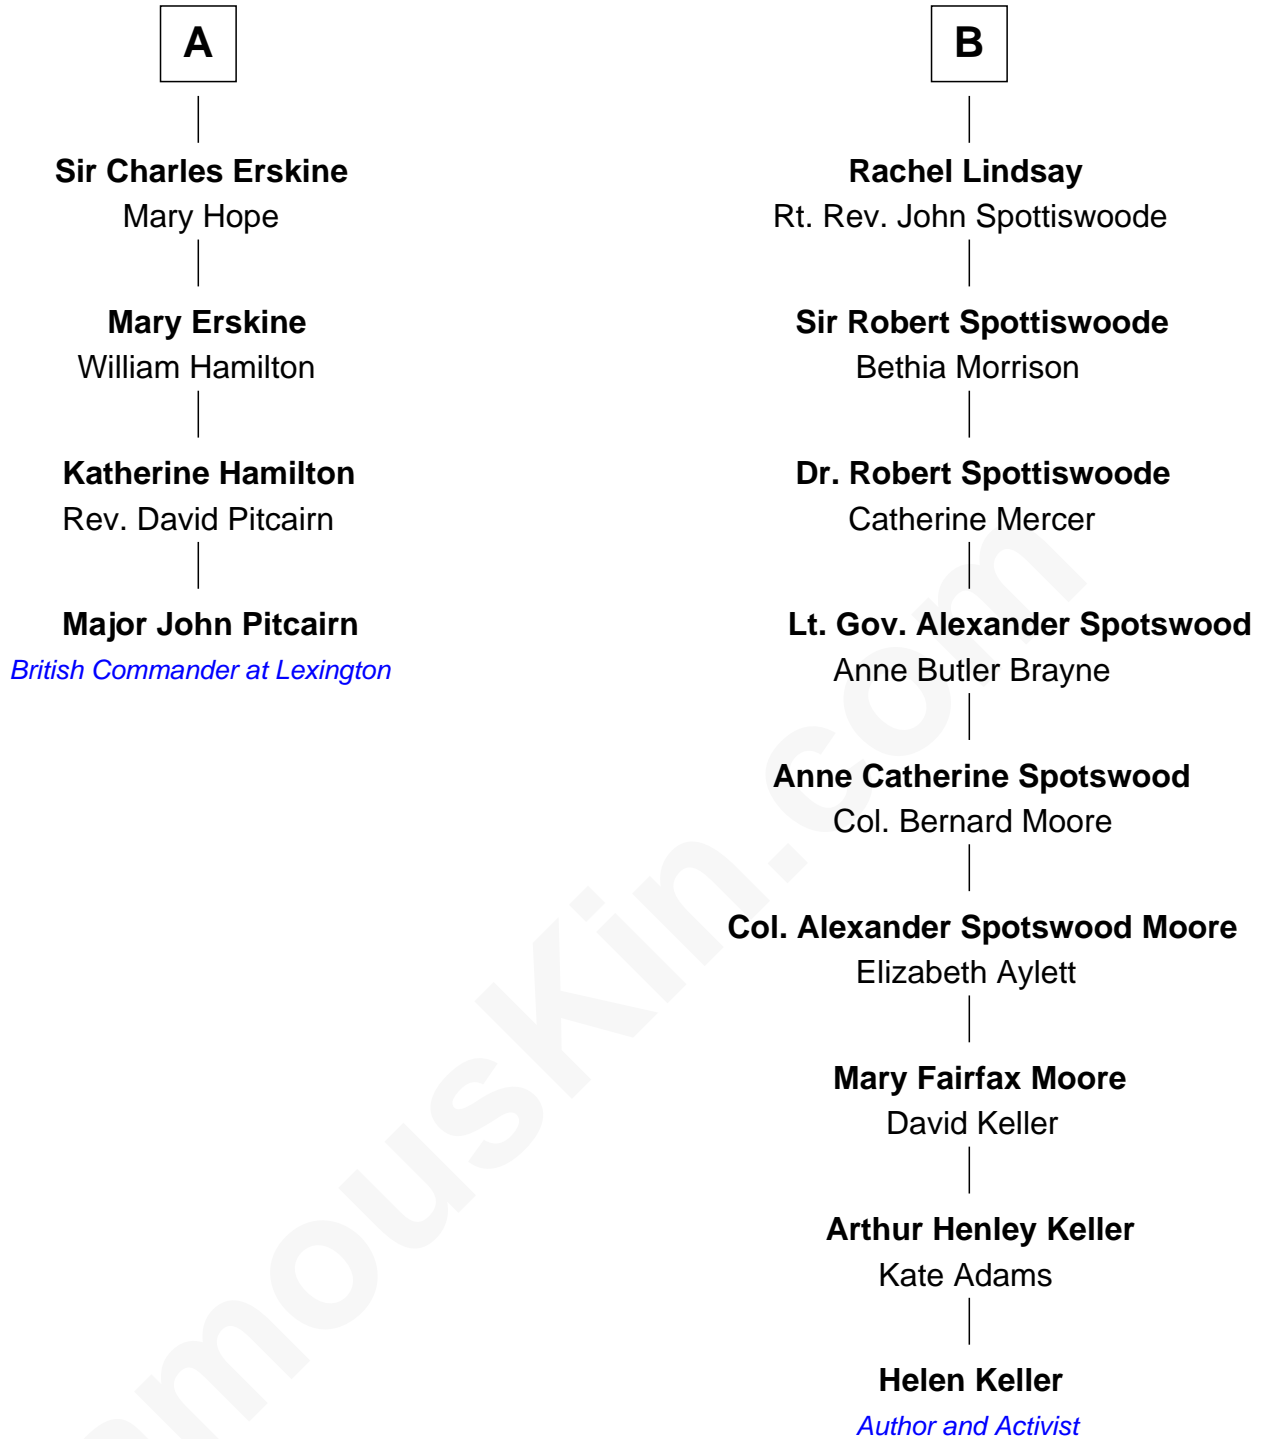 A
Sir Charles Erskine
Mary Hope
Mary Erskine
William Hamilton
Katherine Hamilton
Rev. David Pitcairn
Major John Pitcairn
British Commander at Lexington
B
Rachel Lindsay
Rt. Rev. John Spottiswoode
Sir Robert Spottiswoode
Bethia Morrison
Dr. Robert Spottiswoode
Catherine Mercer
Lt. Gov. Alexander Spotswood
Anne Butler Brayne
Anne Catherine Spotswood
Col. Bernard Moore
Col. Alexander Spotswood Moore
Elizabeth Aylett
Mary Fairfax Moore
David Keller
Arthur Henley Keller
Kate Adams
Helen Keller
Author and Activist
amouskin.com